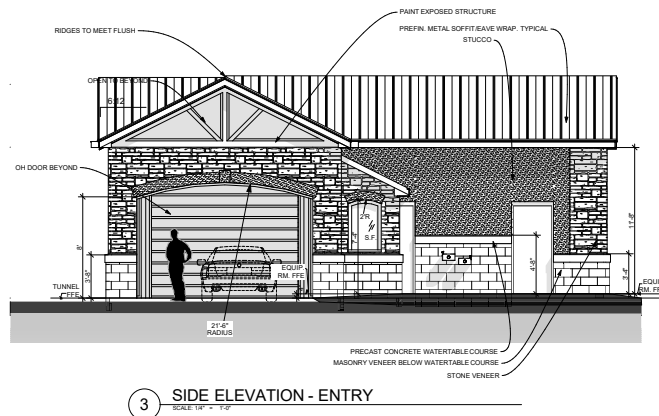 PAINT EXPOSED STRUCTURE
RIDGES TO MEET FLUSH
PREFIN. METAL SOFFIT/EAVE WRAP. TYPICAL
STUCCO
OPEN TO BEYOND
6:12
OH DOOR BEYOND
2'R
S.F.
7'-4"
8'
3'-8"
11'-8"
4'-8"
3'-4"
EQUIP.
RM. FFE
TUNNEL
FFE
EQUIP
RM. FF
21'-6"
RADIUS
PRECAST CONCRETE WATERTABLE COURSE
MASONRY VENEER BELOW WATERTABLE COURSE
STONE VENEER
3
SIDE ELEVATION - ENTRY
SCALE: 1/4" = 1'-0"